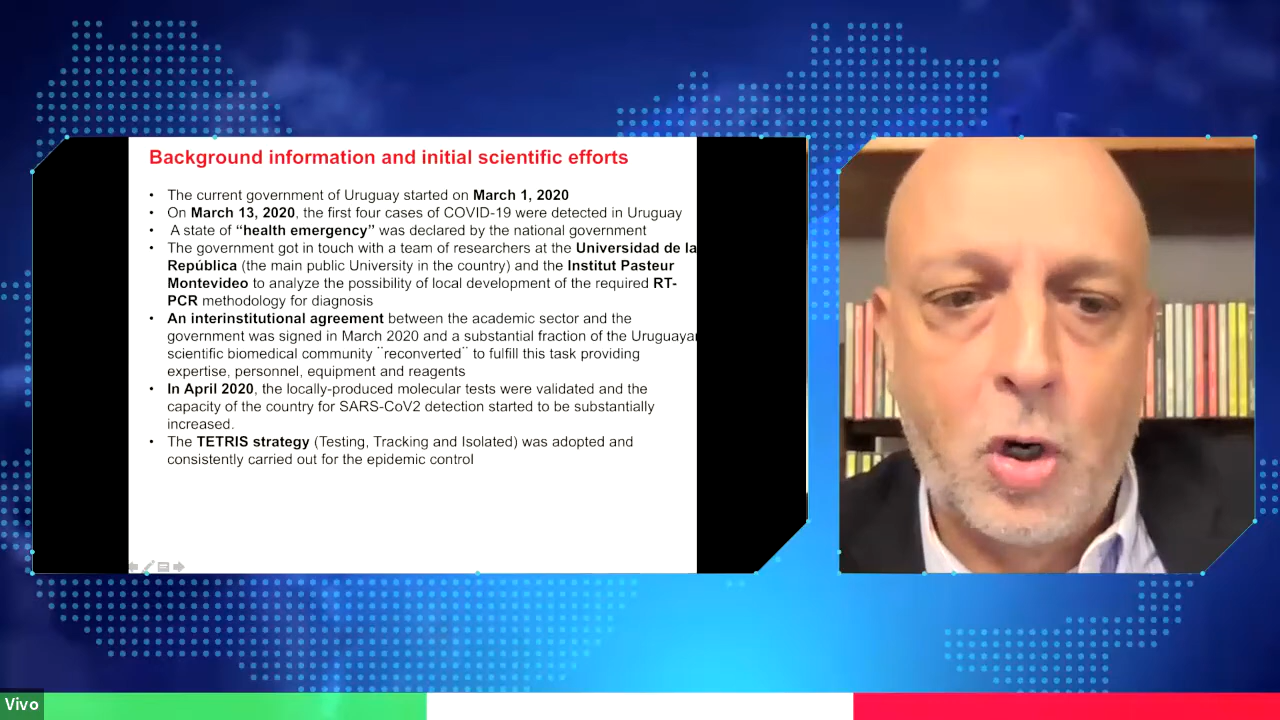 Background information and initial scientific efforts
• The current government of Uruguay started on March 1, 2020
• On March 13, 2020, the first four cases of COVID-19 were detected in Uruguay
• A state of “health emergency” was declared by the national government
• The government got in touch with a team of researchers at the Universidad de la
República (the main public University in the country) and the Institut Pasteur
Montevideo to analyze the possibility of local development of the required RT-
PCR methodology for diagnosis
• An interinstitutional agreement between the academic sector and the
government was signed in March 2020 and a substantial fraction of the Uruguayan
scientific biomedical community ¨reconverted¨ to fulfill this task providing
expertise, personnel, equipment and reagents
• In April 2020, the locally-produced molecular tests were validated and the
capacity of the country for SARS-CoV2 detection started to be substantially
increased.
• The TETRIS strategy (Testing, Tracking and Isolated) was adopted and
consistently carried out for the epidemic control
Vivo